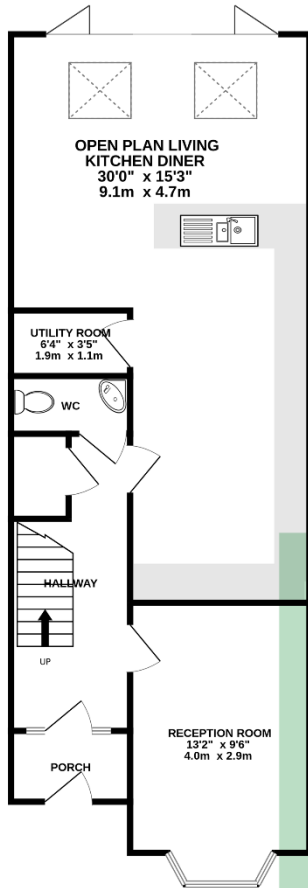 OPEN PLAN LIVING
KITCHEN DINER
30'0" x 15'3"
9.1m x 4.7m
UTILITY ROOM
6'4" x 3'5"
1.9m x 1.1m
WC
HALLWAY
UP
RECEPTION ROOM
13'2" x 9'6"
4.0m x 2.9m
PORCH